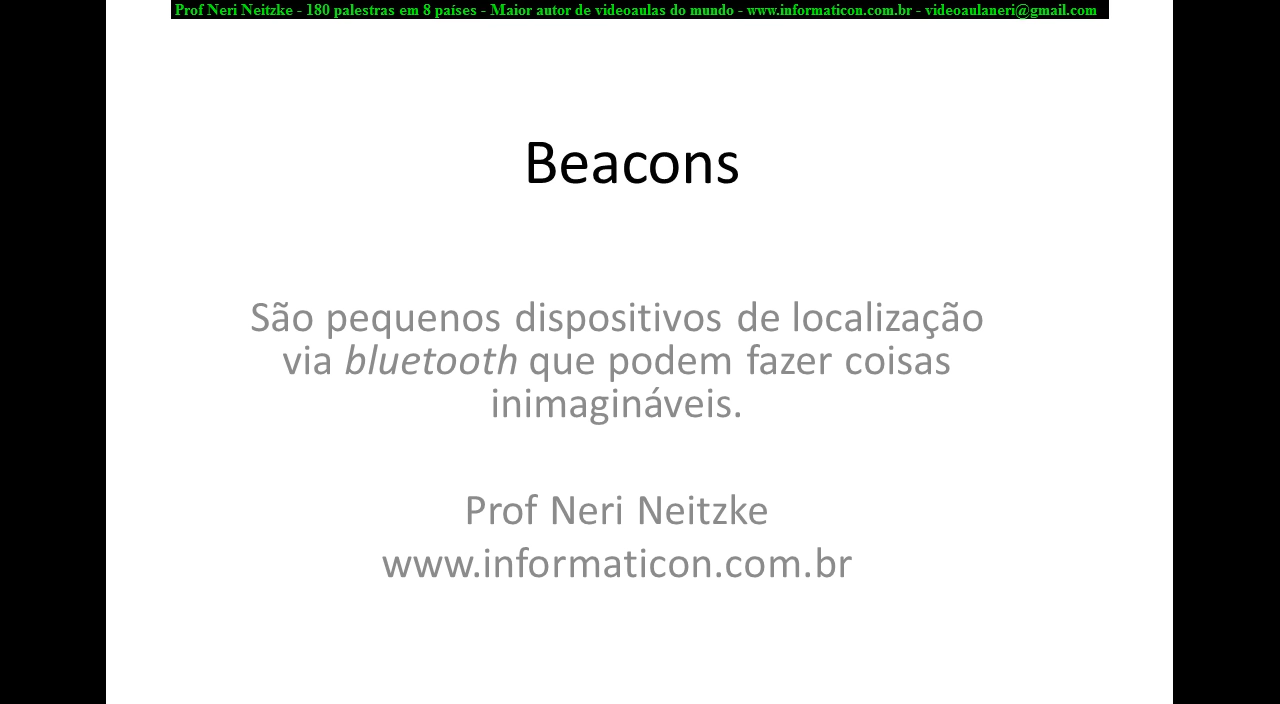 Prof Neri Neitzke - 180 palestras em 8 países - Maior autor de videoaulas do mundo - www.informaticon.com.br - videoaulaneri@gmail.com
Beacons
São pequenos dispositivos de localização
via bluetooth que podem fazer coisas
inimagináveis.
Prof Neri Neitzke
www.informaticon.com.br